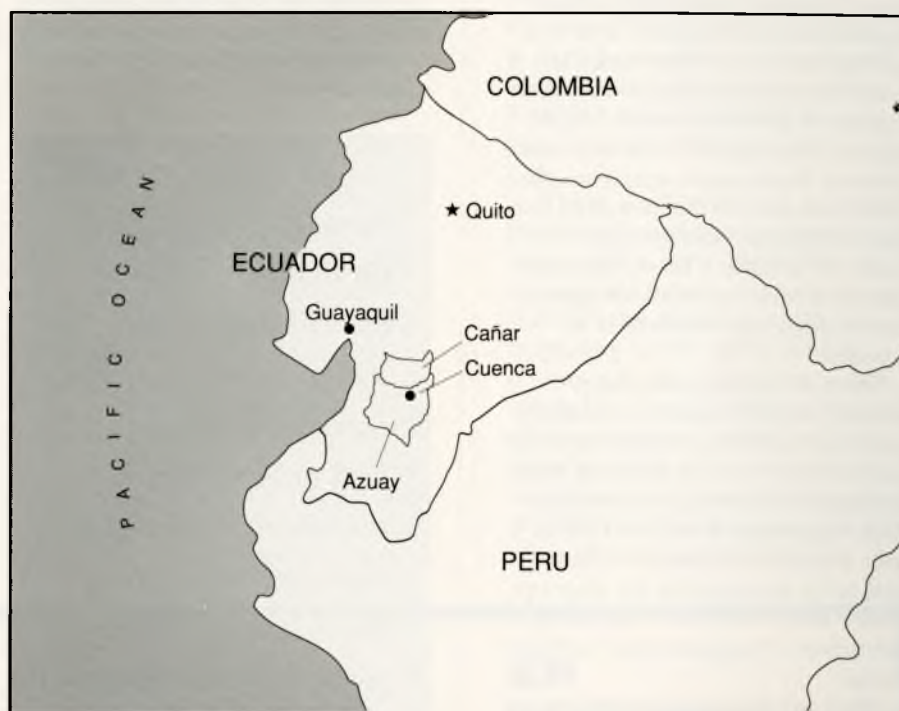 COLOMBIA
Quito
ECUADOR
Guayaquil
Cañar
Cuenca
Azuay
PERU
PACIFIC OCEAN